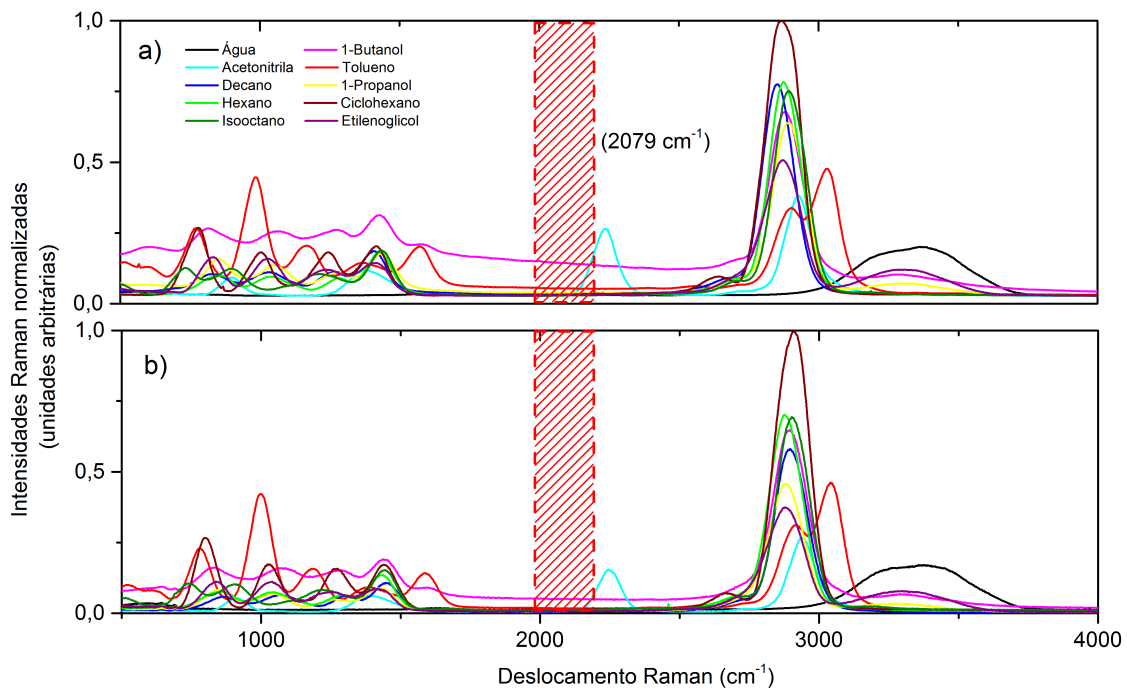 1,0
a)
Água
1-Butanol
Acetonitrila
Tolueno
Decano
1-Propanol
Hexano
Ciclohexano
Isooctano
Etilenoglicol
(2079 cm⁻¹)
0,5
0,0
1,0
b)
0,5
0,0
1000
2000
3000
4000
Intensidades Raman normalizadas
(unidades arbitrárias)
Deslocamento Raman (cm⁻¹)